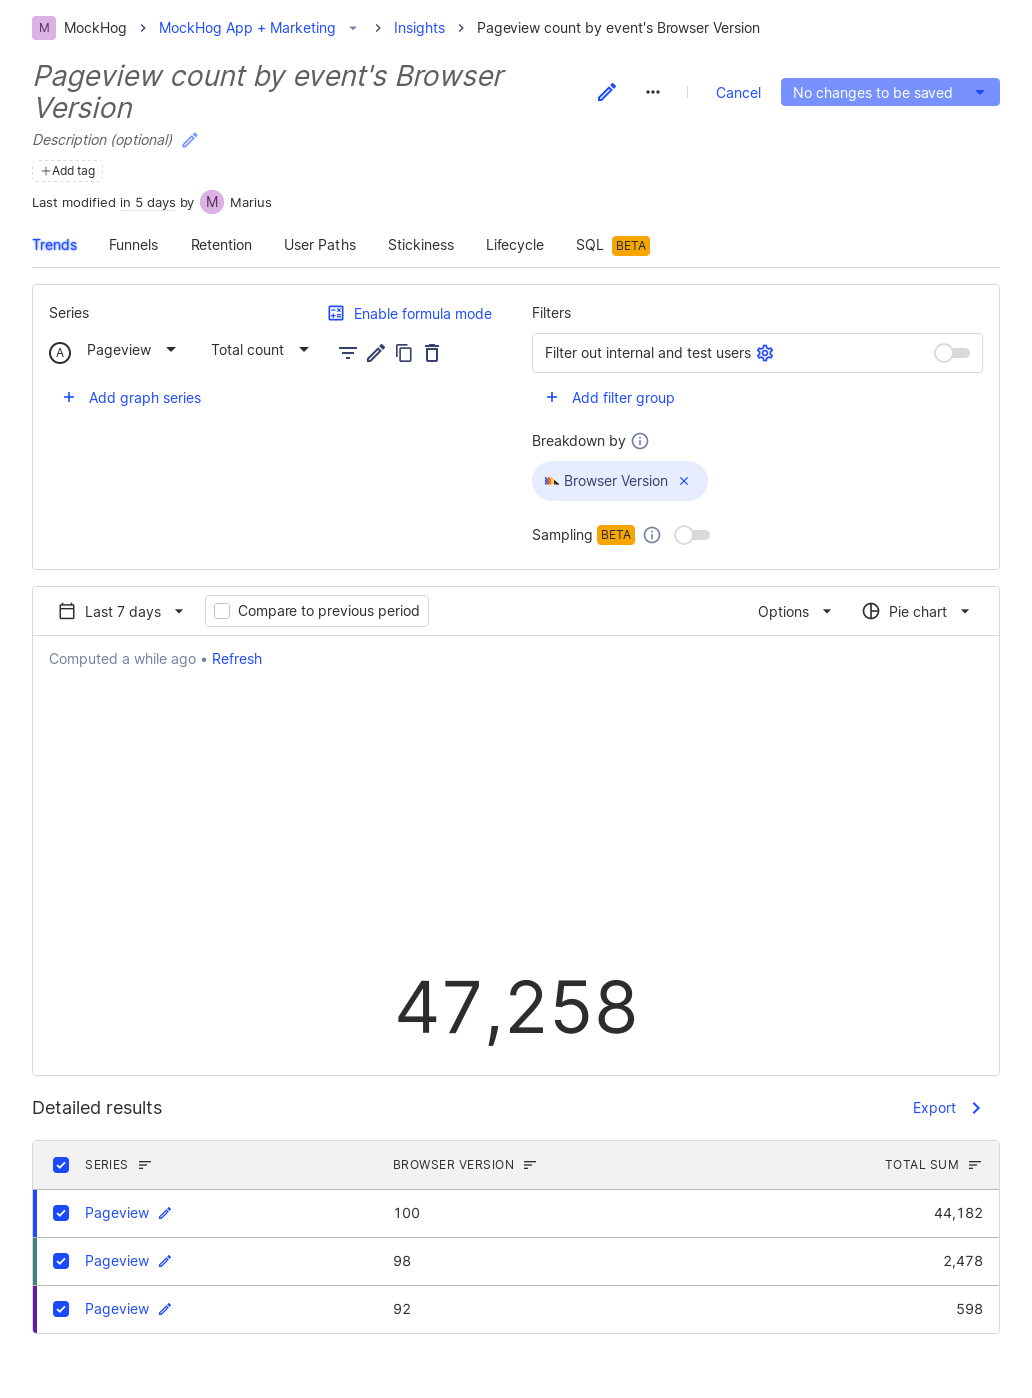 M MockHog MockHog App + Marketing Insights Pageview count by event's Browser Version
Pageview count by event's Browser
Version
No changes to be saved
Cancel
Description (optional)
Add tag
Last modified in 5 days by M Marius
Trends Funnels Retention User Paths Stickiness Lifecycle SQL BETA
Series Enable formula mode
A Pageview Total count
Add graph series
Filters
Filter out internal and test users
Add filter group
Breakdown by
Browser Version
Sampling BETA
Last 7 days Compare to previous period Options Pie chart
Computed a while ago • Refresh
47,258
Detailed results Export
SERIES BROWSER VERSION TOTAL SUM
Pageview 100 44,182
Pageview 98 2,478
Pageview 92 598